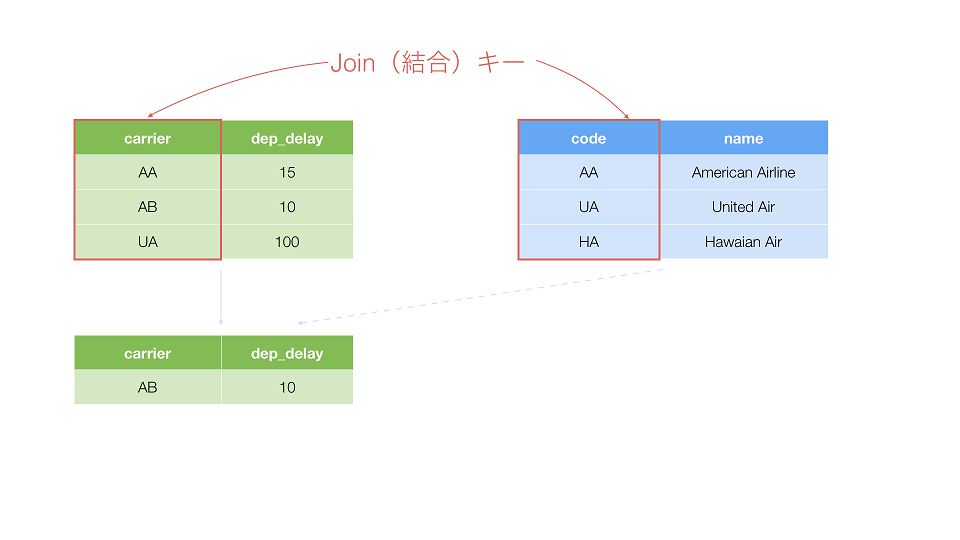 Join（結合）キー
carrier dep_delay
AA 15
AB 10
UA 100
code name
AA American Airline
UA United Air
HA Hawaian Air
carrier dep_delay
AB 10